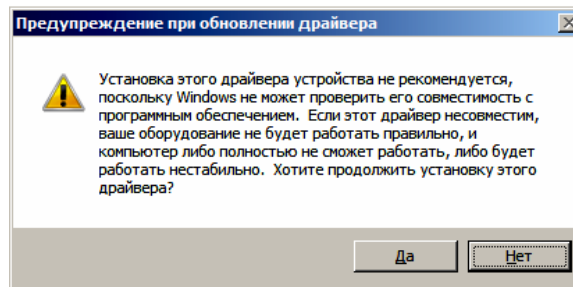 Предупреждение при обновлении драйвера
Установка этого драйвера устройства не рекомендуется,
поскольку Windows не может проверить его совместимость с
программным обеспечением. Если этот драйвер несовместим,
ваше оборудование не будет работать правильно, и
компьютер либо полностью не сможет работать, либо будет
работать нестабильно. Хотите продолжить установку этого
драйвера?
Да
Нет